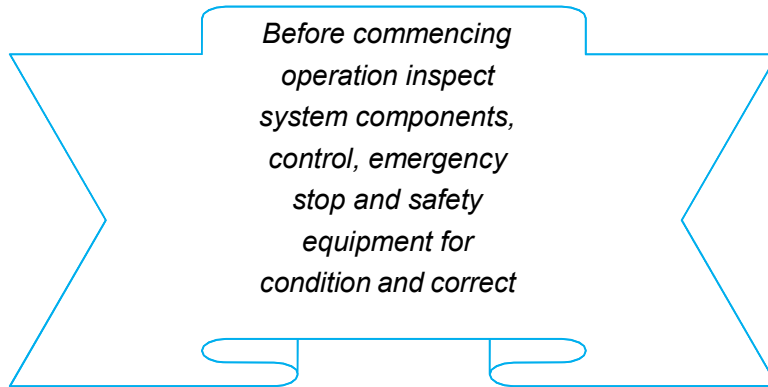 Before commencing
operation inspect
system components,
control, emergency
stop and safety
equipment for
condition and correct